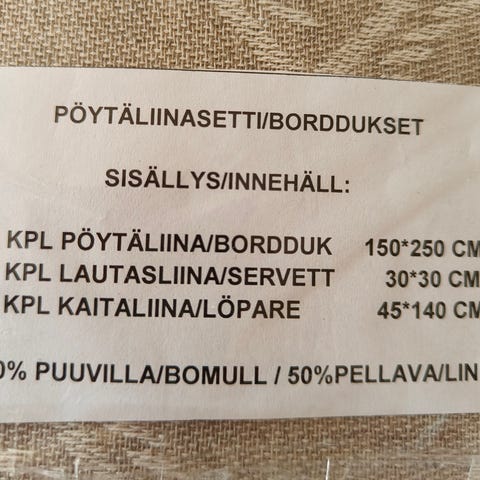 PÖYTÄLIINASETTI/BORDDUKSET
SISÄLLYS/INNEHÄLL:
KPL PÖYTÄLIINA/BORDDUK 150*250 CM
KPL LAUTASLIINA/SERVETT 30*30 CM
KPL KAITALIINA/LÖPARE 45*140 CM
0% PUUVILLA/BOMULL / 50%PELLAVA/LIN